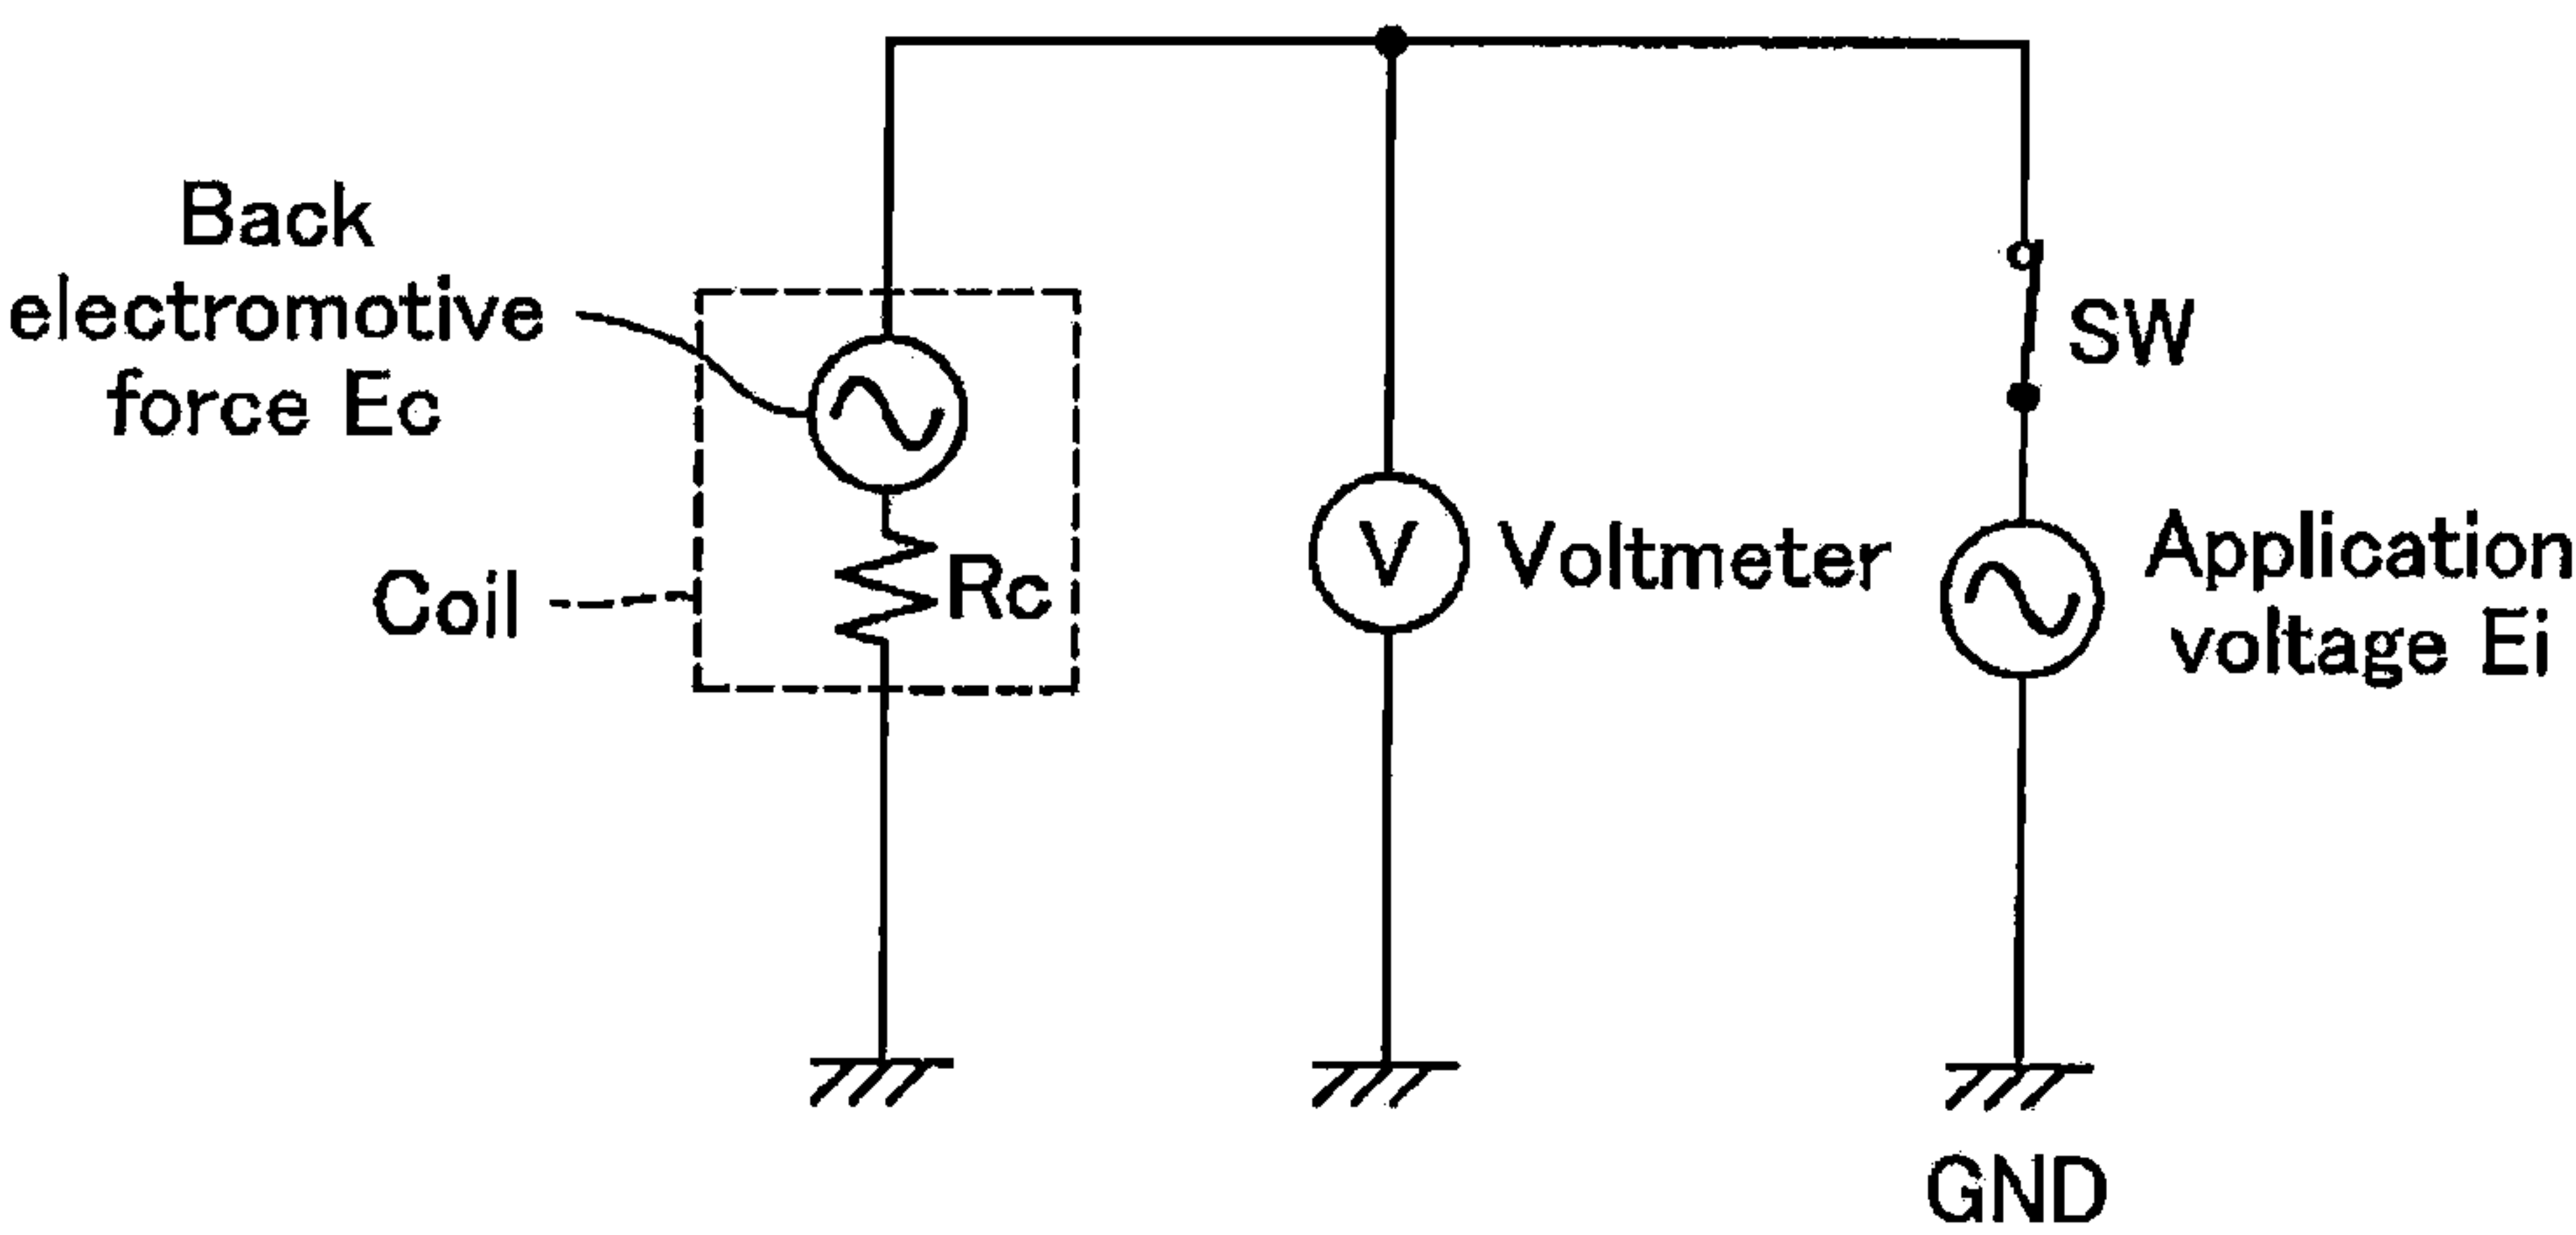 Back
electromotive
force Ec
Coil
Rc
V
Voltmeter
SW
Application
voltage Ei
GND